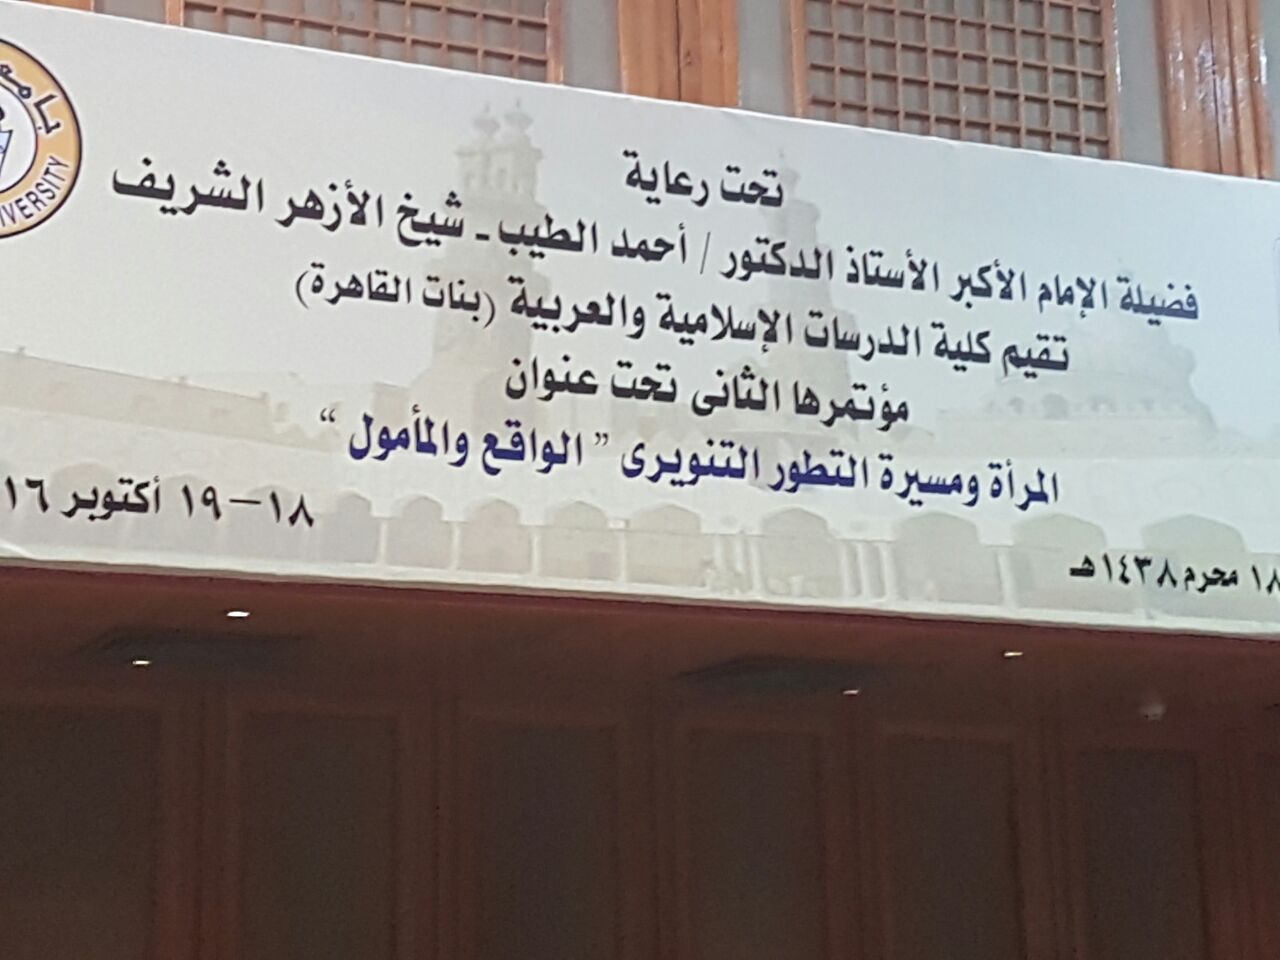 تحت رعاية
فضيلة الإمام الأكبر الأستاذ الدكتور / أحمد الطيب - شيخ الأزهر الشريف
تقيم كلية الدرسات الإسلامية والعربية (بنات القاهرة)
مؤتمرها الثانى تحت عنوان
المرأة ومسيرة التطور التنويرى " الواقع والمأمول "
١٨ محرم ١٤٣٨هـ
١٨-١٩ أكتوبر